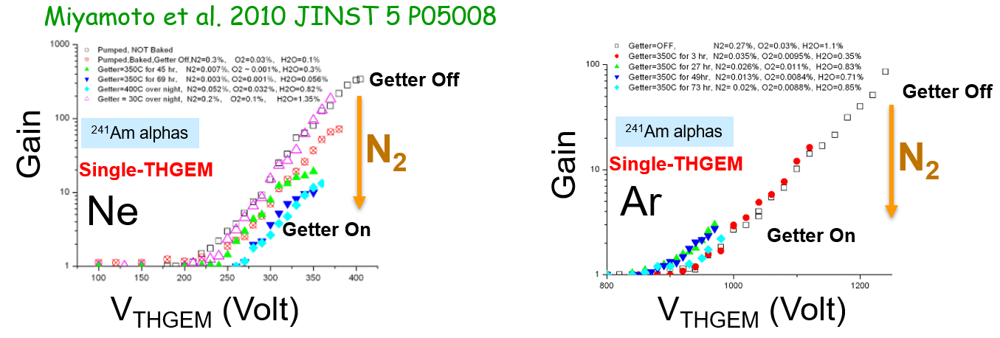 Miyamoto et al. 2010 JINST 5 P05008
Pumped, NOT Baked
Pumped,Baked,Getter Off,N2=0.3%, O2=0.03%, H2O=0.1%
Getter=350C for 45 hr, N2=0.007%, O2 ~ 0.001%, H2O=0.3%
Getter=350C for 69 hr, N2=0.003%, O2=0.001%, H2O=0.056%
Getter=400C over night, N2=0.052%, O2=0.032%, H2O=0.82%
Getter = 30C over night, N2=0.2%, O2=0.1%, H2O=1.35%
Getter Off
241Am alphas
Single-THGEM
Ne
N2
Getter On
Gain
1000
100
10
1
100 150 200 250 300 350 400
VTHGEM (Volt)
Getter=OFF, N2=0.27%, O2=0.03%, H2O=1.1%
Getter=350C for 3 hr, N2=0.035%, O2=0.0095%, H2O=0.35%
Getter=350C for 27 hr, N2=0.026%, O2=0.011%, H2O=0.83%
Getter=350C for 49hr, N2=0.013%, O2=0.0084%, H2O=0.71%
Getter=350C for 73 hr, N2= 0.02%, O2=0.0088%, H2O=0.85%
Getter Off
241Am alphas
Single-THGEM
Ar
N2
Getter On
Gain
100
10
1
800 1000 1200
VTHGEM (Volt)